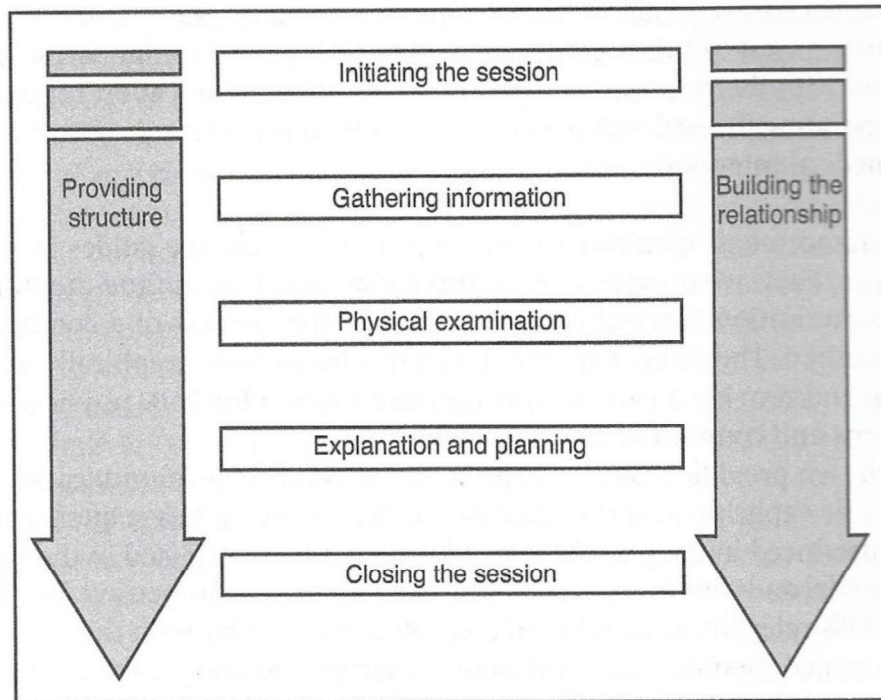 Initiating the session
Providing
structure
Gathering information
Building the
relationship
Physical examination
Explanation and planning
Closing the session